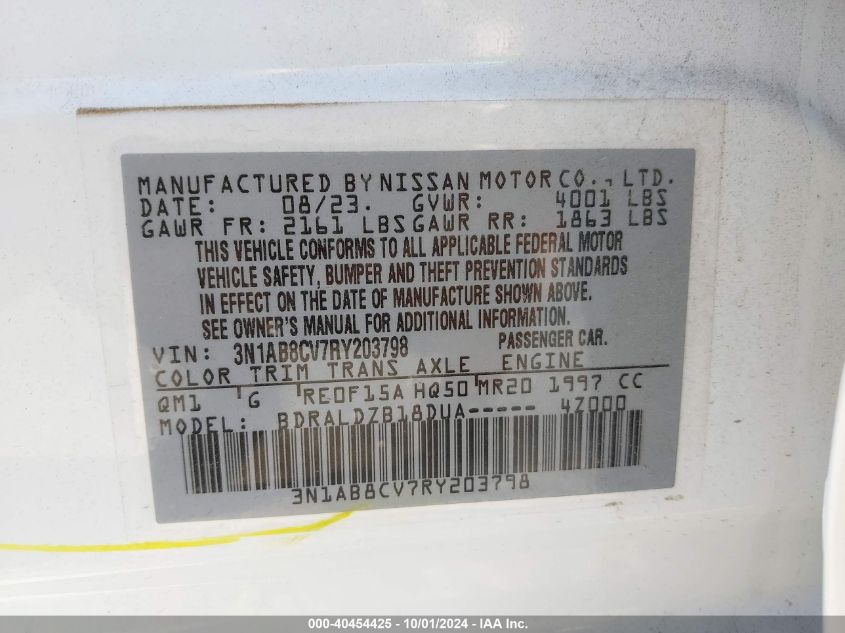 MANUFACTURED BY NISSAN MOTOR CO., LTD.
DATE: 08/23. GVWR: 4001 LBS
GAWR FR: 2161 LBS GAWR RR: 1863 LBS
THIS VEHICLE CONFORMS TO ALL APPLICABLE FEDERAL MOTOR
VEHICLE SAFETY, BUMPER AND THEFT PREVENTION STANDARDS
IN EFFECT ON THE DATE OF MANUFACTURE SHOWN ABOVE.
SEE OWNER'S MANUAL FOR ADDITIONAL INFORMATION.
VIN: 3N1AB8CV7RY203798 PASSENGER CAR.
COLOR TRIM TRANS AXLE ENGINE
QM1 G RE0F15A HQ50 MR20 1997 CC
MODEL: BDRALDZB18DUA----- 4Z000
3N1AB8CV7RY203798
000-40454425 - 10/01/2024 - IAA Inc.